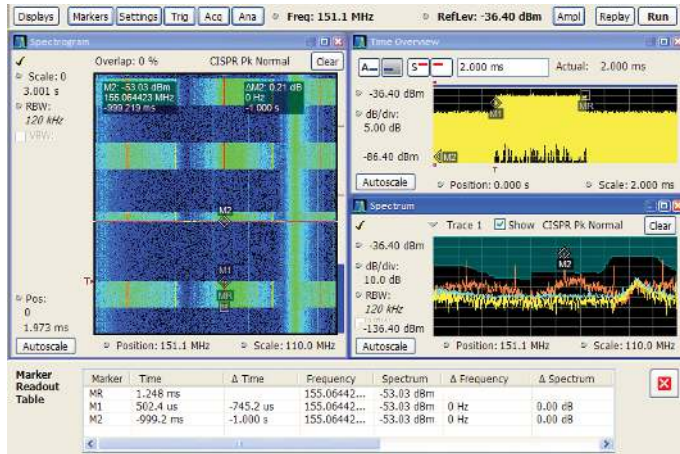 Displays Markers Settings Trig Acq Ana Freq: 151.1 MHz RefLev: -36.40 dBm Ampl Replay Run
Spectrogram
Overlap: 0 % CISPR Pk Normal Clear
Scale: 0
3.001 s
RBW:
120 kHz
VBW:
M2: -53.03 dBm
155.064423 MHz
-999.219 ms
ΔM2: 0.21 dB
0 Hz
-1.000 s
M2
M1
MR
T
Pos:
0
1.973 ms
Autoscale Position: 151.1 MHz Scale: 110.0 MHz
Time Overview
A S 2.000 ms Actual: 2.000 ms
-36.40 dBm
dB/div:
5.00 dB
-86.40 dBm
M1
MR
M2
T
Autoscale Position: 0.000 s Scale: 2.000 ms
Spectrum
Trace 1 Show CISPR Pk Normal Clear
-36.40 dBm
dB/div:
10.0 dB
RBW:
120 kHz
-136.40 dBm
M2
Autoscale Position: 151.1 MHz Scale: 110.0 MHz
Marker
Readout
Table
Marker Time Δ Time Frequency Spectrum Δ Frequency Δ Spectrum
MR 1.248 ms 155.06442... -53.03 dBm
M1 502.4 us -745.2 us 155.06442... -53.03 dBm 0 Hz 0.00 dB
M2 -999.2 ms -1.000 s 155.06442... -53.03 dBm 0 Hz 0.00 dB